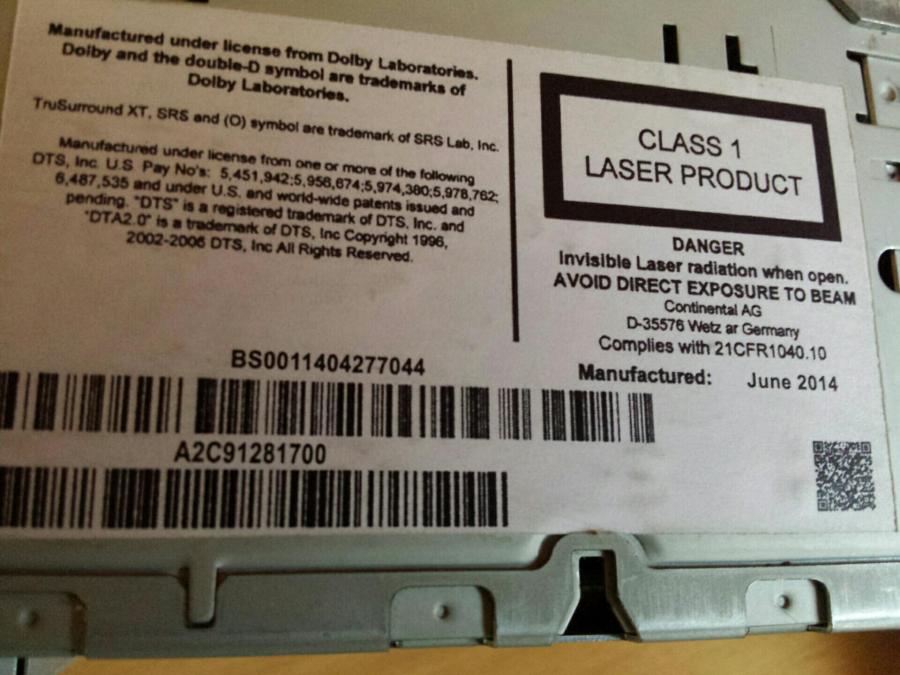 Manufactured under license from Dolby Laboratories.
Dolby and the double-D symbol are trademarks of
Dolby Laboratories.
TruSurround XT, SRS and (O) symbol are trademark of SRS Lab, Inc.
Manufactured under license from one or more of the following
DTS, Inc. U.S. Pay No's: 5,451,942;5,956,674;5,974,380;5,978,762;
6,487,535 and under U.S. and world-wide patents issued and
pending. "DTS" is a registered trademark of DTS, Inc. and
"DTA2.0" is a trademark of DTS, Inc Copyright 1996,
2002-2006 DTS, Inc All Rights Reserved.
CLASS 1
LASER PRODUCT
DANGER
Invisible Laser radiation when open.
AVOID DIRECT EXPOSURE TO BEAM
Continental AG
D-35576 Wetz ar Germany
Complies with 21CFR1040.10
Manufactured: June 2014
BS0011404277044
A2C91281700